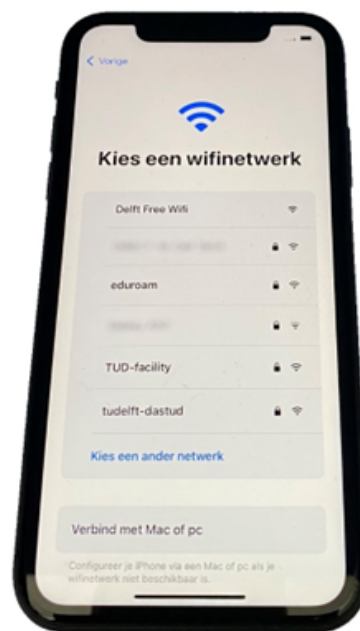 Vorige
Kies een wifinetwerk
Delft Free Wifi
eduroam
TUD-facility
tudelft-dastud
Kies een ander netwerk
Verbind met Mac of pc
Configureer je iPhone via een Mac of pc als je
wifinetwerk niet beschikbaar is.